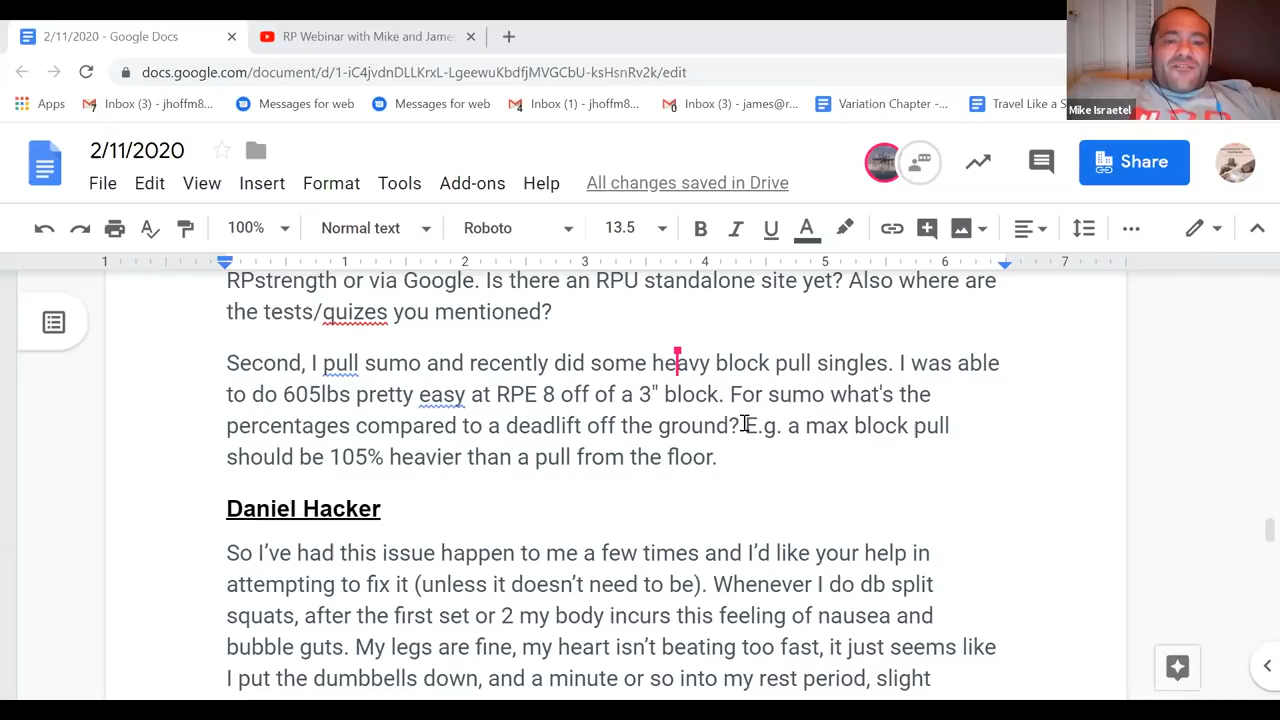 2/11/2020 - Google Docs
RP Webinar with Mike and James
docs.google.com/document/d/1-iC4jvdnDLLKrxL-LgeewuKbdfjMVGCbU-ksHsnRv2k/edit
Apps Inbox (3) - jhoffm8... Messages for web Messages for web Inbox (1) - jhoffm8... Inbox (3) - james@r... Variation Chapter -... Travel Like a S
Mike Israetel
2/11/2020
Share
File Edit View Insert Format Tools Add-ons Help All changes saved in Drive
100% Normal text Roboto 13.5 B I U A
1 1 2 3 4 5 6 7
RPstrength or via Google. Is there an RPU standalone site yet? Also where are
the tests/quizes you mentioned?
Second, I pull sumo and recently did some heavy block pull singles. I was able
to do 605lbs pretty easy at RPE 8 off of a 3" block. For sumo what's the
percentages compared to a deadlift off the ground? E.g. a max block pull
should be 105% heavier than a pull from the floor.
Daniel Hacker
So I’ve had this issue happen to me a few times and I’d like your help in
attempting to fix it (unless it doesn’t need to be). Whenever I do db split
squats, after the first set or 2 my body incurs this feeling of nausea and
bubble guts. My legs are fine, my heart isn’t beating too fast, it just seems like
I put the dumbbells down, and a minute or so into my rest period, slight